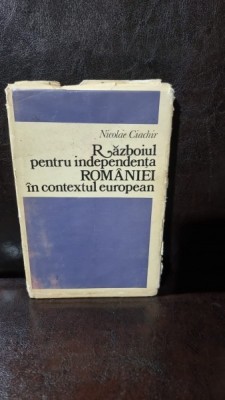 Nicolae Ciachir
Războiul
pentru independența
ROMÂNIEI
în contextul european